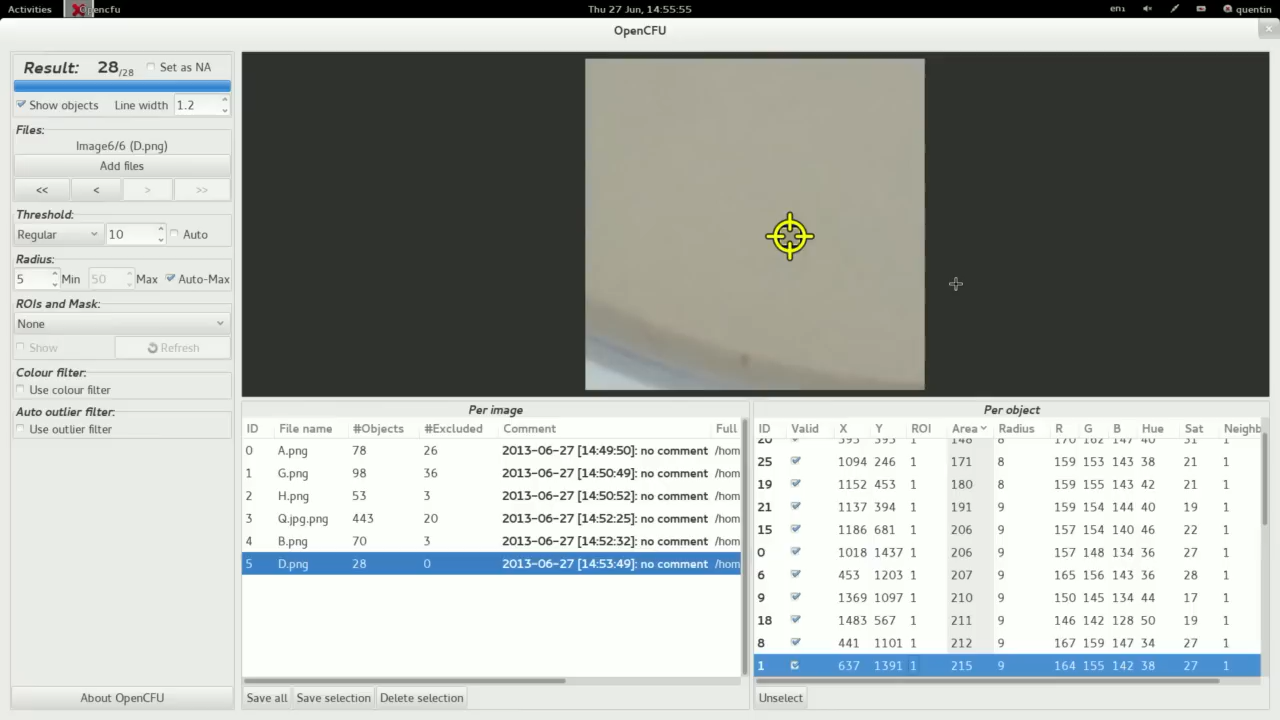 Activities Opencfu Thu 27 Jun, 14:55:55 en1 quentin
OpenCFU
Result: 28/28 Set as NA
Show objects Line width 1.2
Files:
Image6/6 (D.png)
Add files
<< < > >>
Threshold:
Regular 10 Auto
Radius:
5 Min 50 Max Auto-Max
ROIs and Mask:
None
Show Refresh
Colour filter:
Use colour filter
Auto outlier filter:
Use outlier filter
About OpenCFU
Per image
ID File name #Objects #Excluded Comment Full
0 A.png 78 26 2013-06-27 [14:49:50]: no comment /hom
1 G.png 98 36 2013-06-27 [14:50:49]: no comment /hom
2 H.png 53 3 2013-06-27 [14:50:52]: no comment /hom
3 Q.jpg.png 443 20 2013-06-27 [14:52:25]: no comment /hom
4 B.png 70 3 2013-06-27 [14:52:32]: no comment /hom
5 D.png 28 0 2013-06-27 [14:53:49]: no comment /hom
Save all Save selection Delete selection
Per object
ID Valid X Y ROI Area Radius R G B Hue Sat Neighb
20 395 395 1 148 8 170 162 147 40 31 1
25 1094 246 1 171 8 159 153 143 38 21 1
19 1152 453 1 180 8 159 155 143 42 21 1
21 1137 394 1 191 9 159 154 144 40 19 1
15 1186 681 1 206 9 157 154 140 46 22 1
0 1018 1437 1 206 9 157 148 134 36 27 1
6 453 1203 1 207 9 165 156 143 36 28 1
9 1369 1097 1 210 9 150 145 134 44 17 1
18 1483 567 1 211 9 146 142 128 50 19 1
8 441 1101 1 212 9 167 159 147 34 27 1
1 637 1391 1 215 9 164 155 142 38 27 1
Unselect